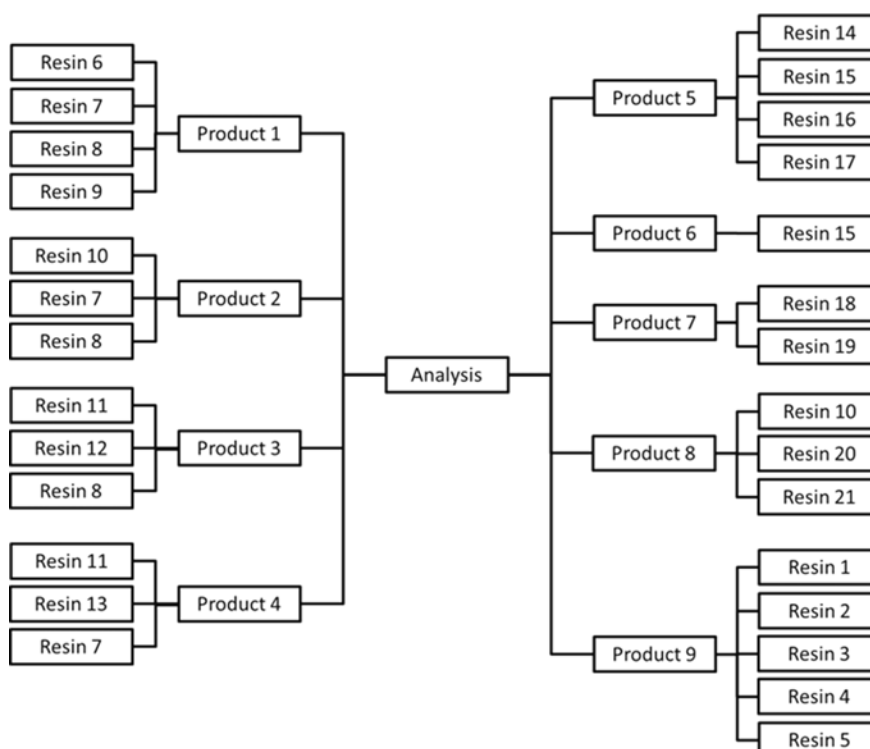 Resin 6
Resin 7
Resin 8
Resin 9
Product 1
Resin 10
Resin 7
Resin 8
Product 2
Resin 11
Resin 12
Resin 8
Product 3
Resin 11
Resin 13
Resin 7
Product 4
Analysis
Product 5
Resin 14
Resin 15
Resin 16
Resin 17
Product 6
Resin 15
Product 7
Resin 18
Resin 19
Product 8
Resin 10
Resin 20
Resin 21
Product 9
Resin 1
Resin 2
Resin 3
Resin 4
Resin 5